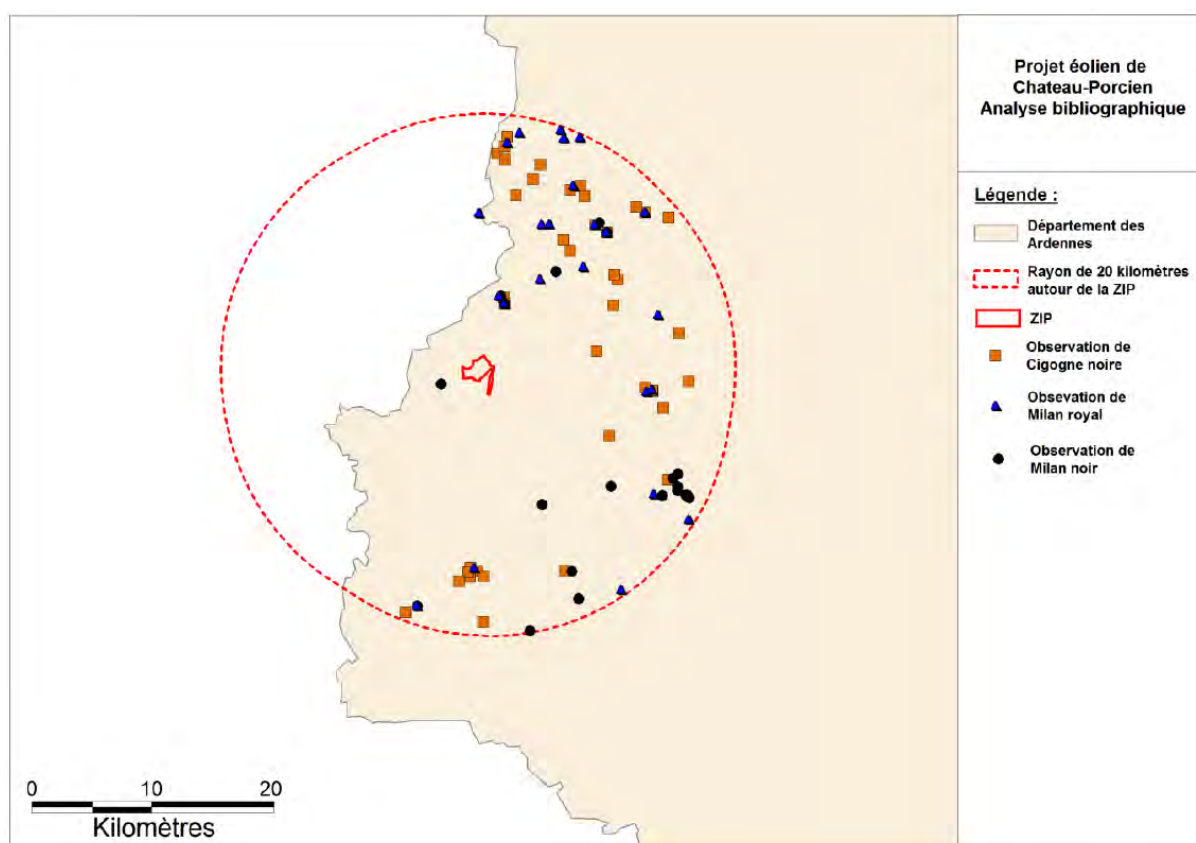 Projet éolien de
Chateau-Porcien
Analyse bibliographique
Légende :
Département des
Ardennes
Rayon de 20 kilomètres
autour de la ZIP
ZIP
Observation de
Cigogne noire
Obsevation de
Milan royal
Observation de
Milan noir
0 10 20
Kilomètres